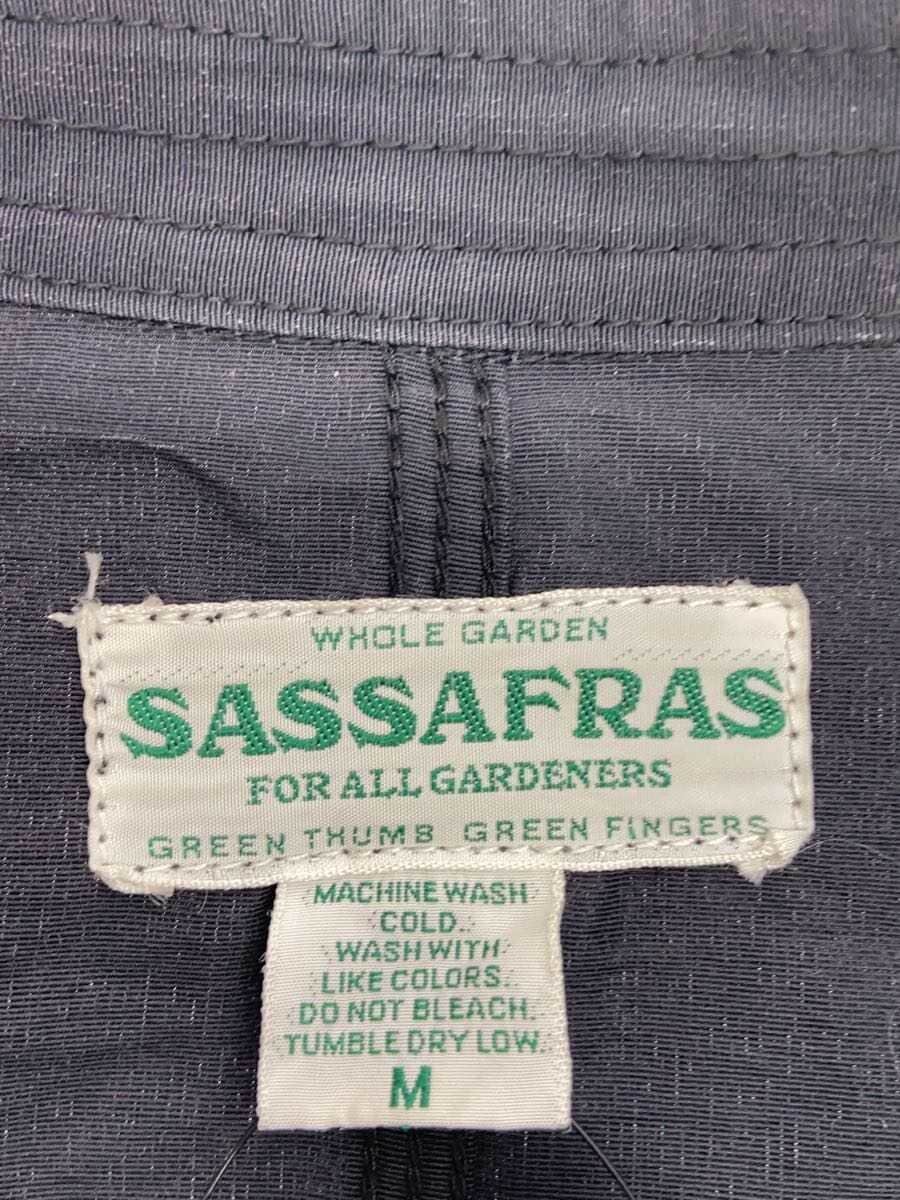 WHOLE GARDEN
SASSAFRAS
FOR ALL GARDENERS
GREEN THUMB GREEN FINGERS
MACHINE WASH
COLD.
WASH WITH
LIKE COLORS.
DO NOT BLEACH.
TUMBLE DRY LOW.
M